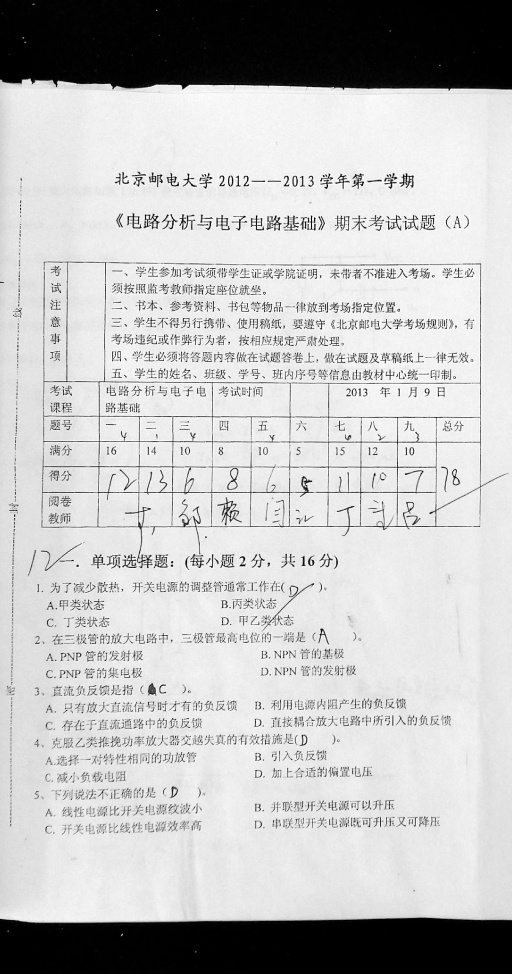 北京邮电大学 2012——2013 学年第一学期
《电路分析与电子电路基础》期末考试试题（A）
考试注意事项
一、学生参加考试须带学生证或学院证明，未带者不准进入考场。学生必
须按照监考教师指定座位就坐。
二、书本、参考资料、书包等物品一律放到考场指定位置。
三、学生不得另行携带、使用稿纸，要遵守《北京邮电大学考场规则》，有
考场违纪或作弊行为者，按相应规定严肃处理。
四、学生必须将答题内容做在试题答卷上，做在试题及草稿纸上一律无效。
五、学生的姓名、班级、学号、班内序号等信息由教材中心统一印制。
考试课程 电路分析与电子电路基础 考试时间 2013 年 1 月 9 日
题号 一 二 三 四 五 六 七 八 九 总分
4 1 4 4 6 2 3
满分 16 14 10 8 10 5 15 12 10
得分 12 13 6 8 6 5 11 10 7 78
阅卷教师
12 一．单项选择题：(每小题 2 分，共 16 分)
1. 为了减少散热，开关电源的调整管通常工作在( D )。
A.甲类状态 B.丙类状态
C. 丁类状态 D. 甲乙类状态
2、在三极管的放大电路中，三极管最高电位的一端是（ A ）。
A. PNP 管的发射极 B. NPN 管的基极
C. PNP 管的集电极 D. NPN 管的发射极
3、直流负反馈是指（ C ）。
A. 只有放大直流信号时才有的负反馈 B. 利用电源内阻产生的负反馈
C. 存在于直流通路中的负反馈 D. 直接耦合放大电路中所引入的负反馈
4、克服乙类推挽功率放大器交越失真的有效措施是( D )。
A.选择一对特性相同的功放管 B. 引入负反馈
C. 减小负载电阻 D. 加上合适的偏置电压
5、下列说法不正确的是（ D ）。
A. 线性电源比开关电源纹波小 B. 并联型开关电源可以升压
C. 开关电源比线性电源效率高 D. 串联型开关电源既可升压又可降压